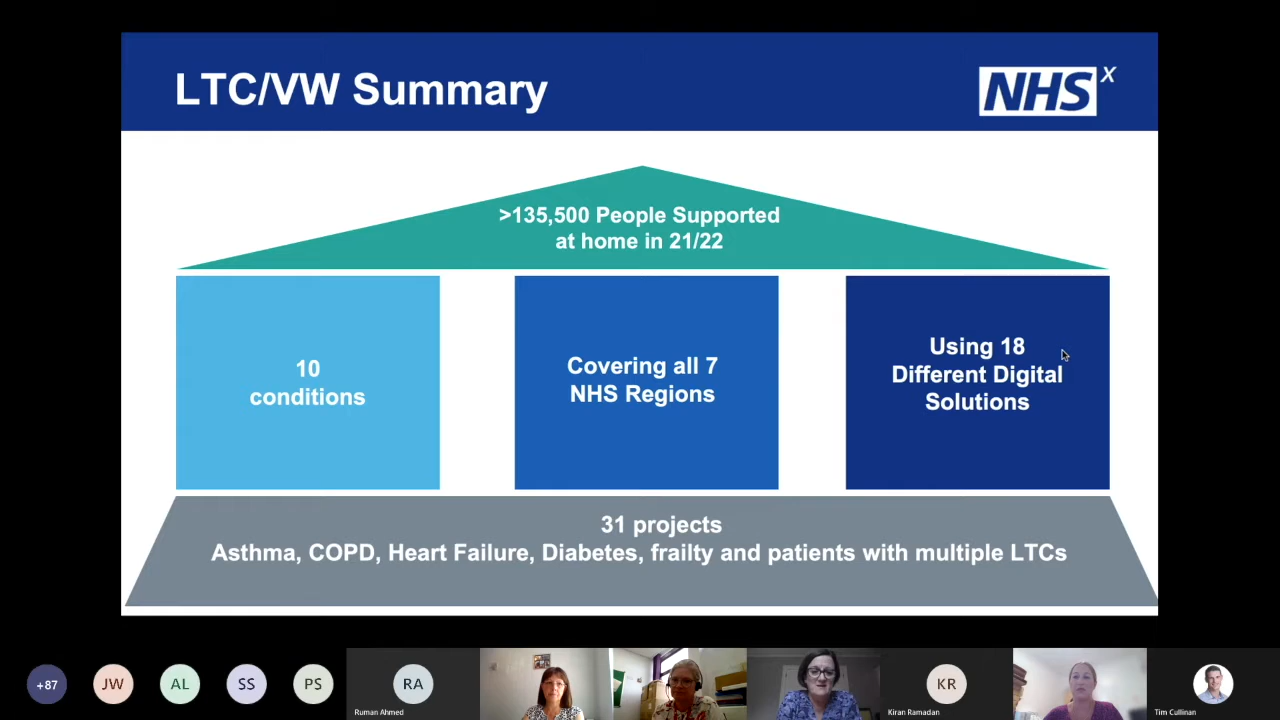 LTC/VW Summary
NHS X
>135,500 People Supported
at home in 21/22
10
conditions
Covering all 7
NHS Regions
Using 18
Different Digital
Solutions
31 projects
Asthma, COPD, Heart Failure, Diabetes, frailty and patients with multiple LTCs
+87
JW
AL
SS
PS
RA
Ruman Ahmed
KR
Kiran Ramadan
Tim Cullinan